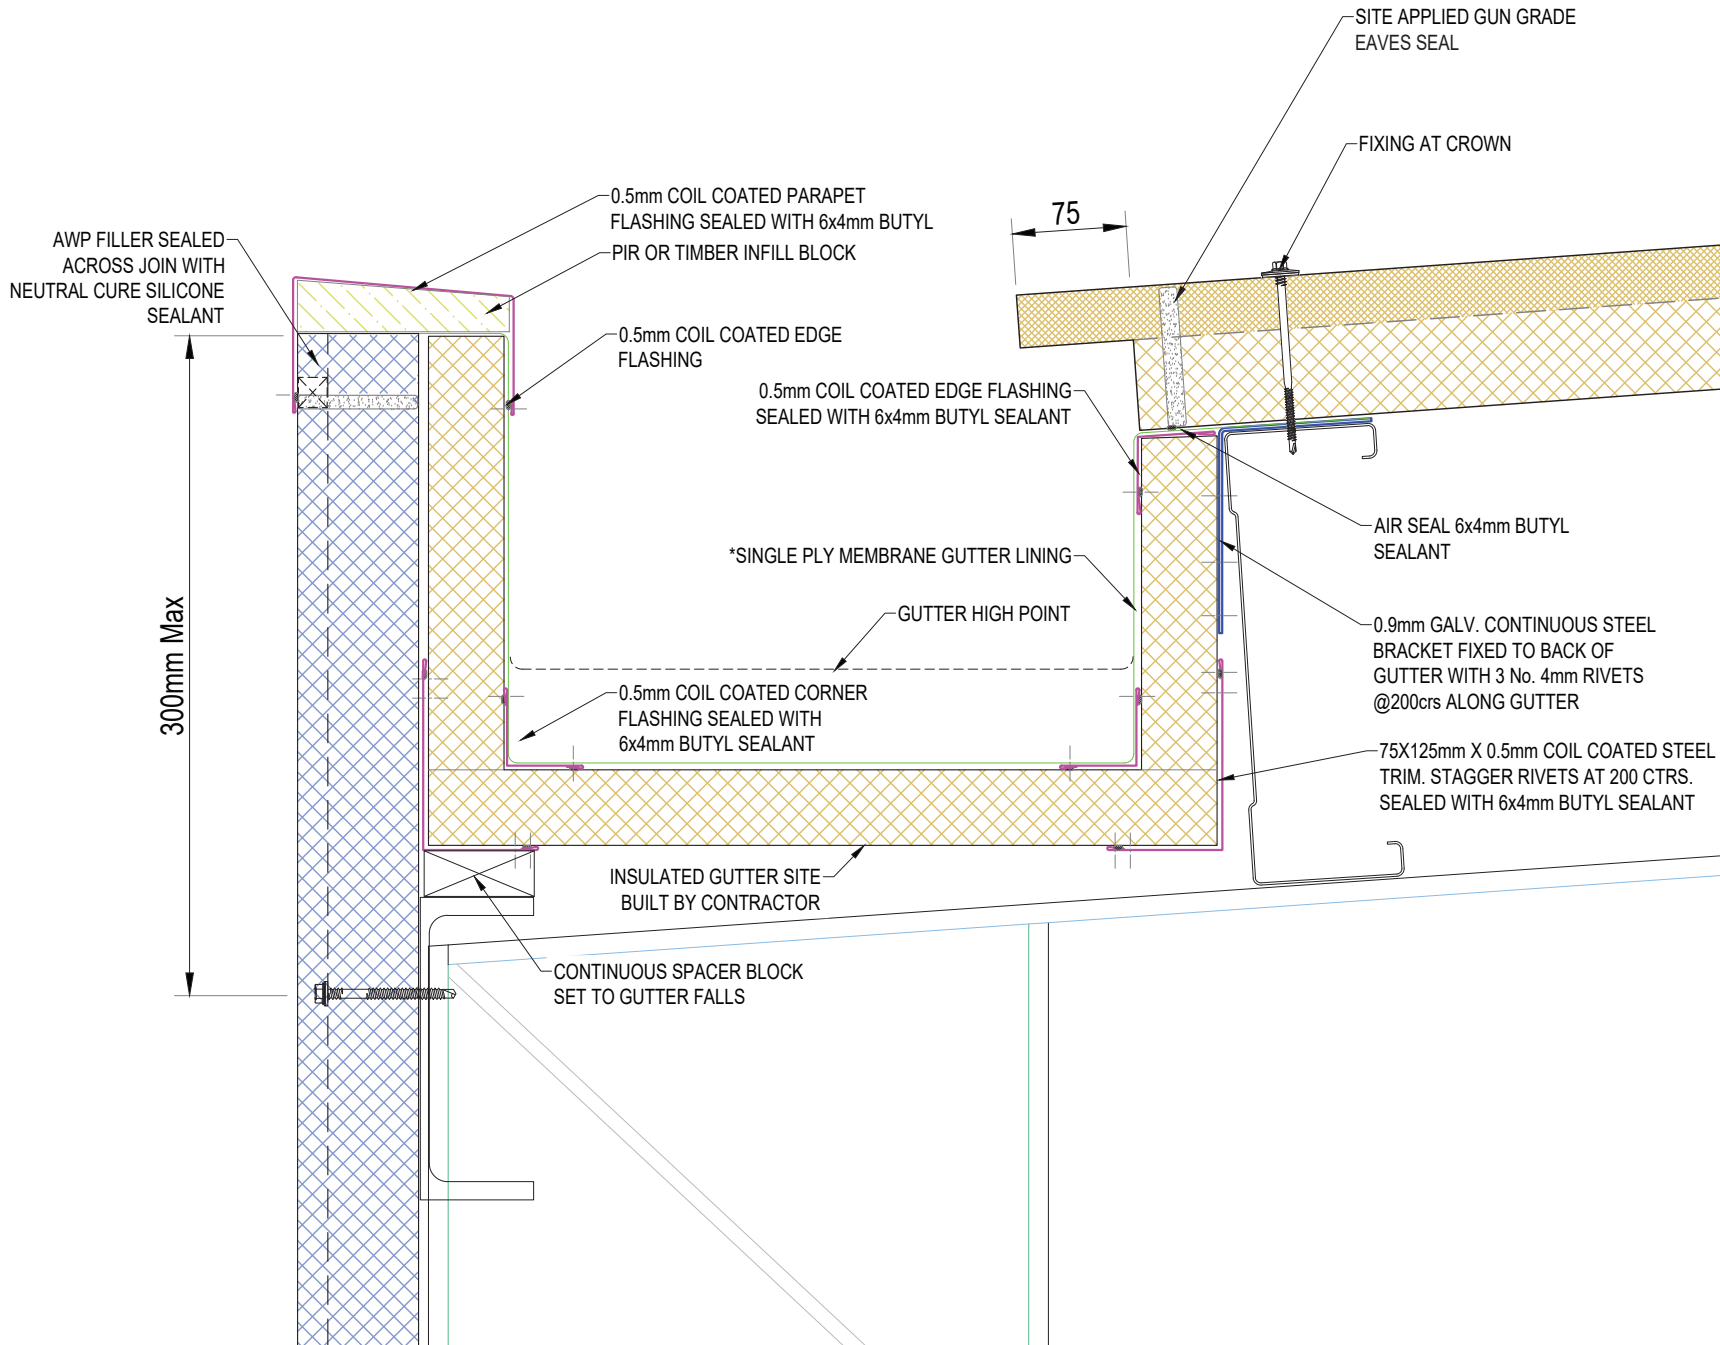 SITE APPLIED GUN GRADE
EAVES SEAL
FIXING AT CROWN
0.5mm COIL COATED PARAPET
FLASHING SEALED WITH 6x4mm BUTYL
75
AWP FILLER SEALED
ACROSS JOIN WITH
NEUTRAL CURE SILICONE
SEALANT
PIR OR TIMBER INFILL BLOCK
0.5mm COIL COATED EDGE
FLASHING
0.5mm COIL COATED EDGE FLASHING
SEALED WITH 6x4mm BUTYL SEALANT
AIR SEAL 6x4mm BUTYL
SEALANT
*SINGLE PLY MEMBRANE GUTTER LINING
GUTTER HIGH POINT
300mm Max
0.9mm GALV. CONTINUOUS STEEL
BRACKET FIXED TO BACK OF
GUTTER WITH 3 No. 4mm RIVETS
@200crs ALONG GUTTER
0.5mm COIL COATED CORNER
FLASHING SEALED WITH
6x4mm BUTYL SEALANT
75X125mm X 0.5mm COIL COATED STEEL
TRIM. STAGGER RIVETS AT 200 CTRS.
SEALED WITH 6x4mm BUTYL SEALANT
INSULATED GUTTER SITE
BUILT BY CONTRACTOR
CONTINUOUS SPACER BLOCK
SET TO GUTTER FALLS